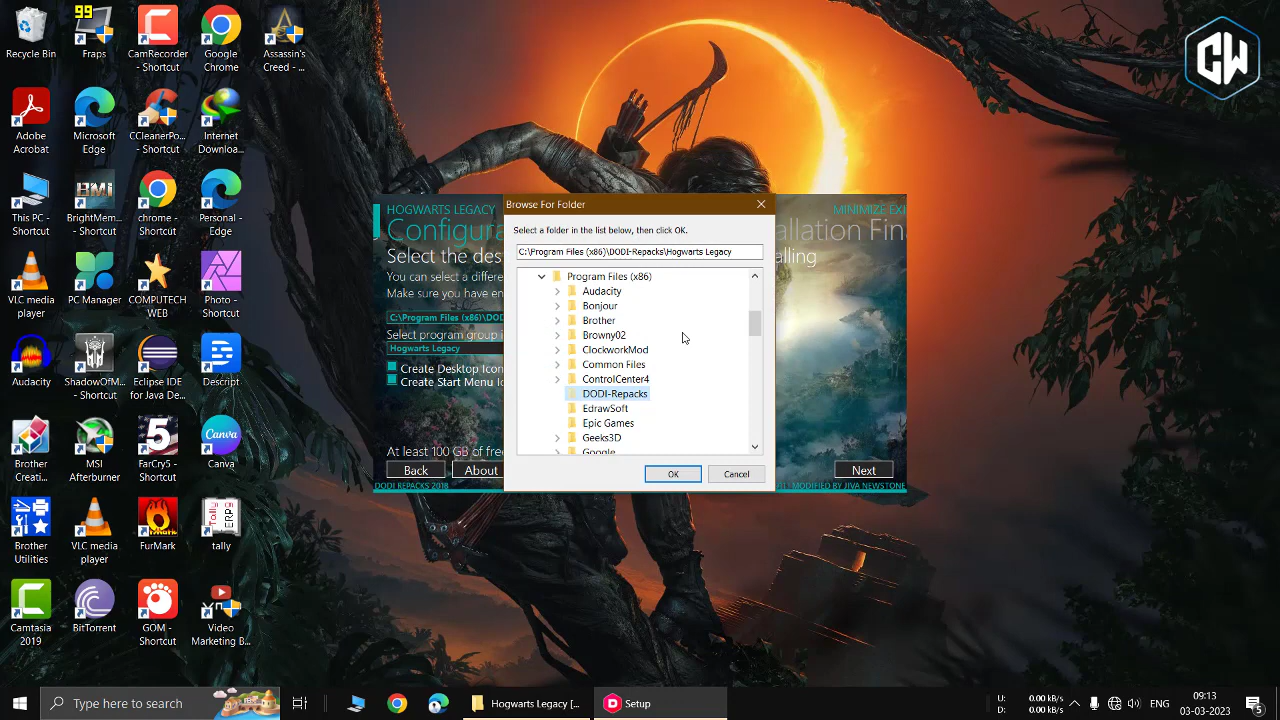 99
Recycle Bin
Fraps
CamRecorder
- Shortcut
Google
Chrome
Assassin's
Creed - ...
CW
Adobe
Acrobat
Microsoft
Edge
CCleanerPo...
Internet
Downloa...
This PC -
Shortcut
BrightMem...
- Shortcut
chrome -
Shortcut
Personal -
Edge
VLC media
player
PC Manager
COMPUTECH
WEB
Photo -
Shortcut
Audacity
ShadowOfM...
- Shortcut
Eclipse IDE
for Java De...
Descript
Brother
Creati...
MSI
Afterburner
FarCry5 -
Shortcut
Canva
Brother
Utilities
VLC media
player
FurMark
tally
Camtasia
2019
BitTorrent
GOM -
Shortcut
Video
Marketing B...
HOGWARTS LEGACY
MINIMIZE EXI
Configura
allation Fin
Select the des
alling
You can select a differe
Make sure you have en
C:\Program Files (x86)\DOD
Select program group i
Hogwarts Legacy
Create Desktop Icon
Create Start Menu Ic
At least 100 GB of fre
Back
About
Next
DODI REPACKS 2018
MODIFIED BY JIVA NEWSTONE
Browse For Folder
Select a folder in the list below, then click OK.
C:\Program Files (x86)\DODI-Repacks\Hogwarts Legacy
Program Files (x86)
Audacity
Bonjour
Brother
Browny02
ClockworkMod
Common Files
ControlCenter4
DODI-Repacks
EdrawSoft
Epic Games
Geeks3D
Google
OK
Cancel
Type here to search
Hogwarts Legacy [...
Setup
U: 0.00 kB/s
D: 0.00 kB/s
ENG
09:13
03-03-2023
5